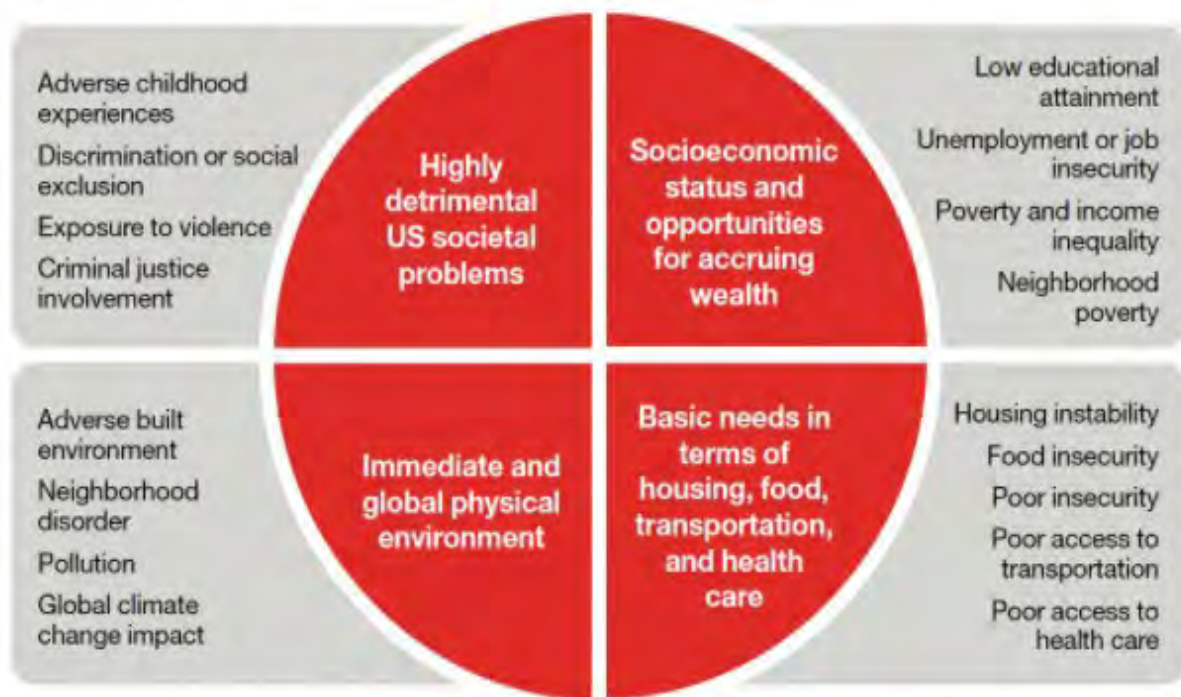 Adverse childhood
experiences
Discrimination or social
exclusion
Exposure to violence
Criminal justice
involvement
Highly
detrimental
US societal
problems
Socioeconomic
status and
opportunities
for accruing
wealth
Low educational
attainment
Unemployment or job
insecurity
Poverty and income
inequality
Neighborhood
poverty
Adverse built
environment
Neighborhood
disorder
Pollution
Global climate
change impact
Immediate and
global physical
environment
Basic needs in
terms of
housing, food,
transportation,
and health
care
Housing instability
Food insecurity
Poor insecurity
Poor access to
transportation
Poor access to
health care